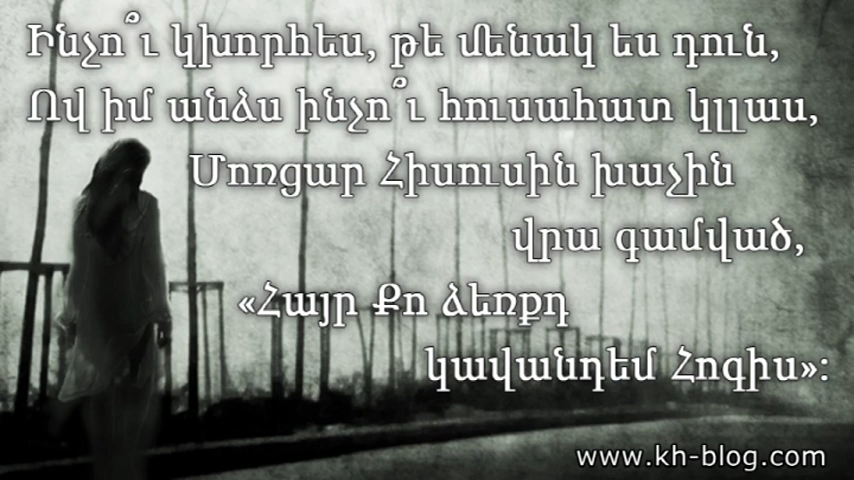 Ինչո՞ւ կխորհես, թե մենակ ես դուն,
Ով իմ անձս ինչո՞ւ հուսահատ կլլաս,
Մոռցար Հիսուսին խաչին
վրա գամված,
«Հայր Քո ձեռքդ
կավանդեմ Հոգիս»:
www.kh-blog.com